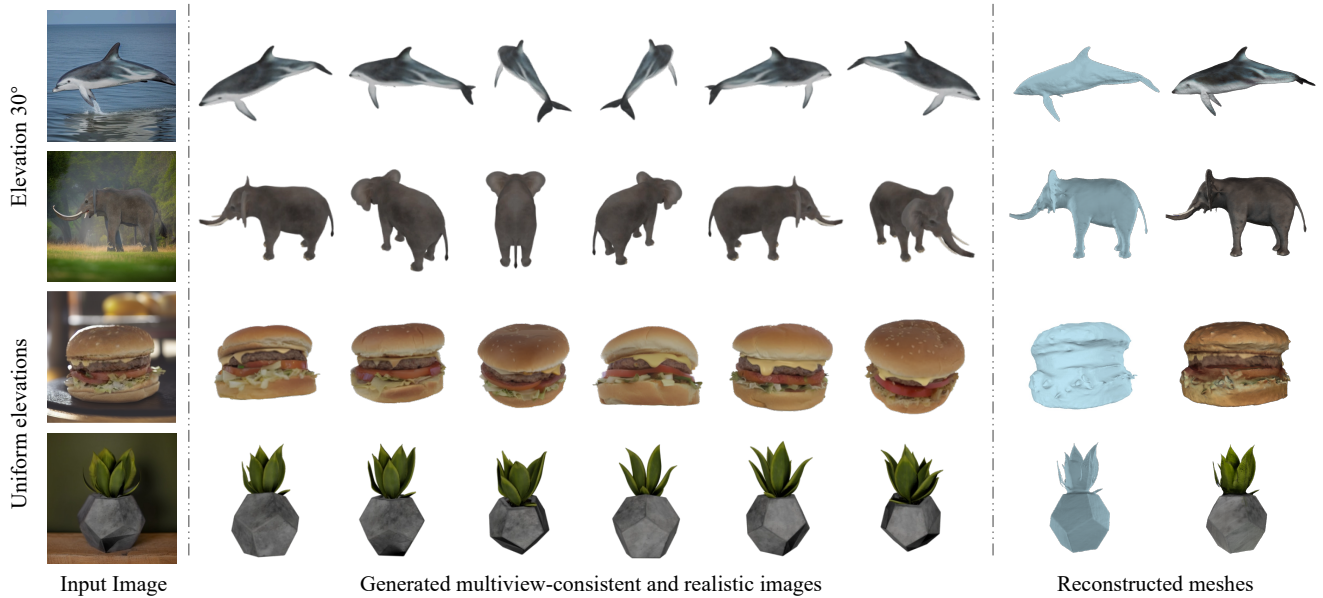 Elevation 30°
Uniform elevations
Input Image
Generated multiview-consistent and realistic images
Reconstructed meshes